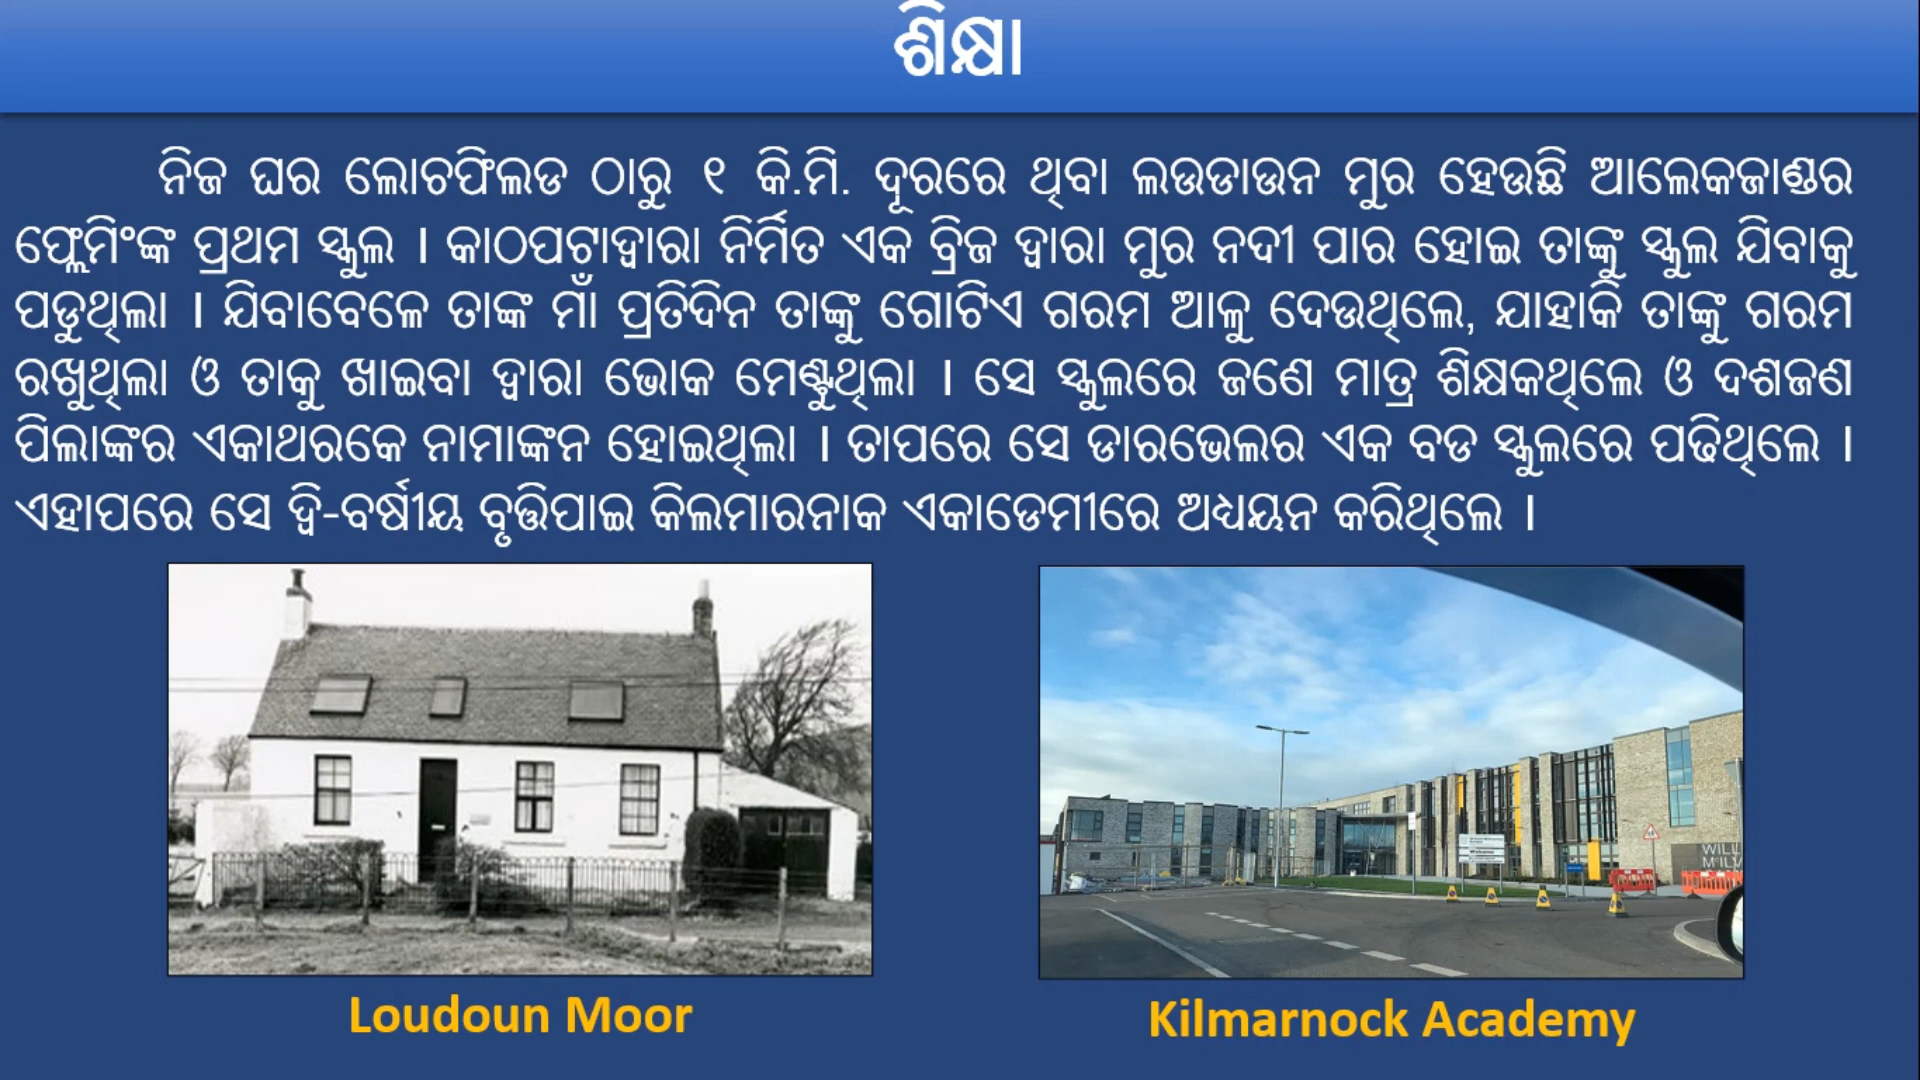 ଶିକ୍ଷା
ନିଜ ଘର ଲୋଚଫିଲଡ ଠାରୁ ୧ କି.ମି. ଦୂରରେ ଥିବା ଲଉଡାଉନ ମୁର ହେଉଛି ଆଲେକଜାଣ୍ଡର
ଫ୍ଲେମିଂଙ୍କ ପ୍ରଥମ ସ୍କୁଲ । କାଠପଟାଦ୍ୱାରା ନିର୍ମିତ ଏକ ବ୍ରିଜ ଦ୍ୱାରା ମୁର ନଦୀ ପାର ହୋଇ ତାଙ୍କୁ ସ୍କୁଲ ଯିବାକୁ
ପଡୁଥିଲା । ଯିବାବେଳେ ତାଙ୍କ ମାଁ ପ୍ରତିଦିନ ତାଙ୍କୁ ଗୋଟିଏ ଗରମ ଆଳୁ ଦେଉଥିଲେ, ଯାହାକି ତାଙ୍କୁ ଗରମ
ରଖୁଥିଲା ଓ ତାକୁ ଖାଇବା ଦ୍ୱାରା ଭୋକ ମେଣ୍ଟୁଥିଲା । ସେ ସ୍କୁଲରେ ଜଣେ ମାତ୍ର ଶିକ୍ଷକଥିଲେ ଓ ଦଶଜଣ
ପିଲାଙ୍କର ଏକାଥରକେ ନାମାଙ୍କନ ହୋଇଥିଲା । ତାପରେ ସେ ଡାରଭେଲର ଏକ ବଡ ସ୍କୁଲରେ ପଢିଥିଲେ ।
ଏହାପରେ ସେ ଦ୍ୱି-ବର୍ଷୀୟ ବୃତ୍ତିପାଇ କିଲମାରନାକ ଏକାଡେମୀରେ ଅଧ୍ୟୟନ କରିଥିଲେ ।
Loudoun Moor
Kilmarnock Academy